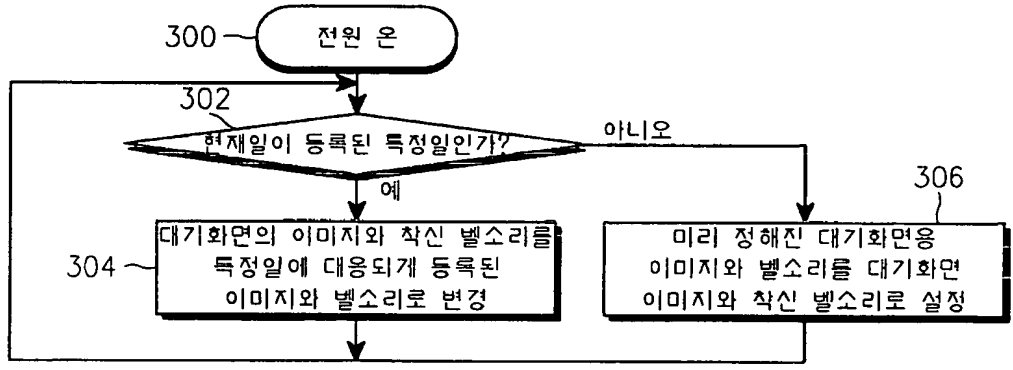 300
전원 온
302
현재일이 등록된 특정일인가?
아니오
예
304
대기화면의 이미지와 착신 벨소리를
특정일에 대응되게 등록된
이미지와 벨소리로 변경
306
미리 정해진 대기화면용
이미지와 벨소리를 대기화면
이미지와 착신 벨소리로 설정